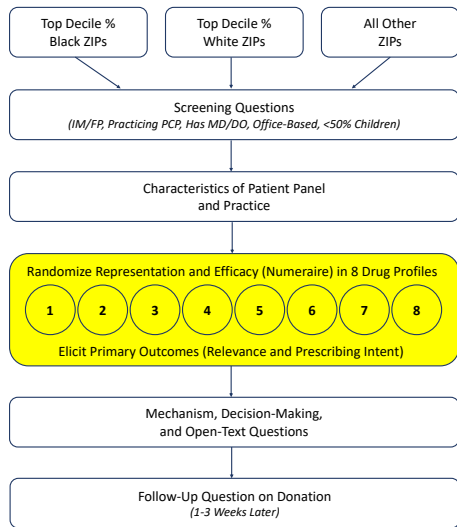 Top Decile %
Black ZIPs
Top Decile %
White ZIPs
All Other
ZIPs
Screening Questions
(IM/FP, Practicing PCP, Has MD/DO, Office-Based, <50% Children)
Characteristics of Patient Panel
and Practice
Randomize Representation and Efficacy (Numeraire) in 8 Drug Profiles
1 2 3 4 5 6 7 8
Elicit Primary Outcomes (Relevance and Prescribing Intent)
Mechanism, Decision-Making,
and Open-Text Questions
Follow-Up Question on Donation
(1-3 Weeks Later)